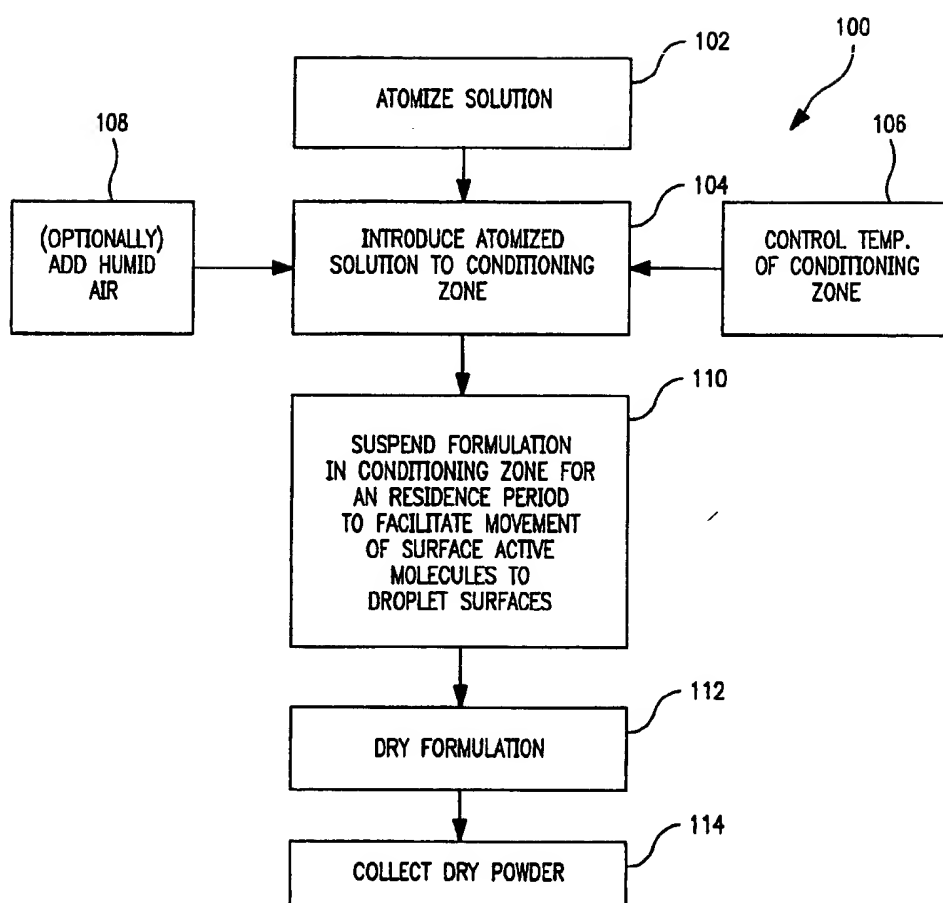 100
102
ATOMIZE SOLUTION
108
(OPTIONALLY)
ADD HUMID
AIR
104
INTRODUCE ATOMIZED
SOLUTION TO CONDITIONING
ZONE
106
CONTROL TEMP.
OF CONDITIONING
ZONE
110
SUSPEND FORMULATION
IN CONDITIONING ZONE FOR
AN RESIDENCE PERIOD
TO FACILITATE MOVEMENT
OF SURFACE ACTIVE
MOLECULES TO
DROPLET SURFACES
112
DRY FORMULATION
114
COLLECT DRY POWDER